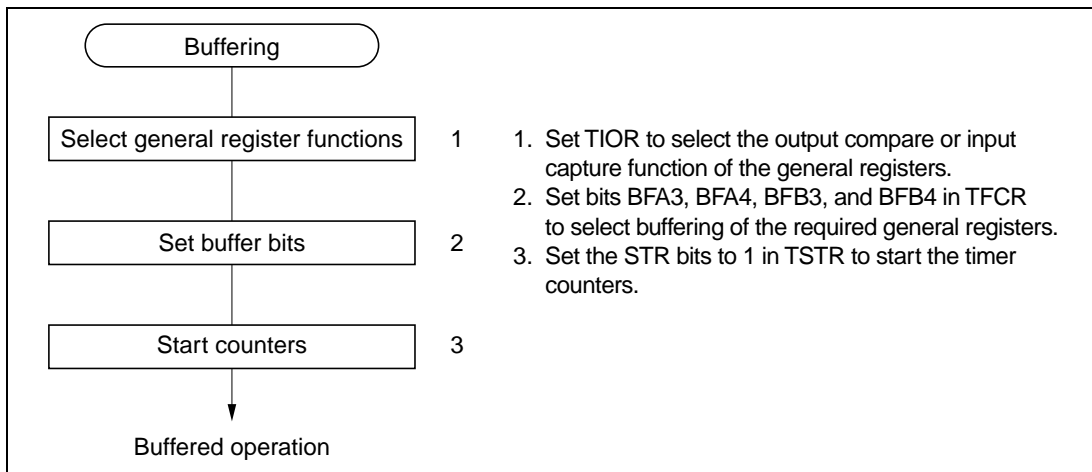 Buffering
Select general register functions
1
Set buffer bits
2
Start counters
3
Buffered operation
1. Set TIOR to select the output compare or input
capture function of the general registers.
2. Set bits BFA3, BFA4, BFB3, and BFB4 in TFCR
to select buffering of the required general registers.
3. Set the STR bits to 1 in TSTR to start the timer
counters.